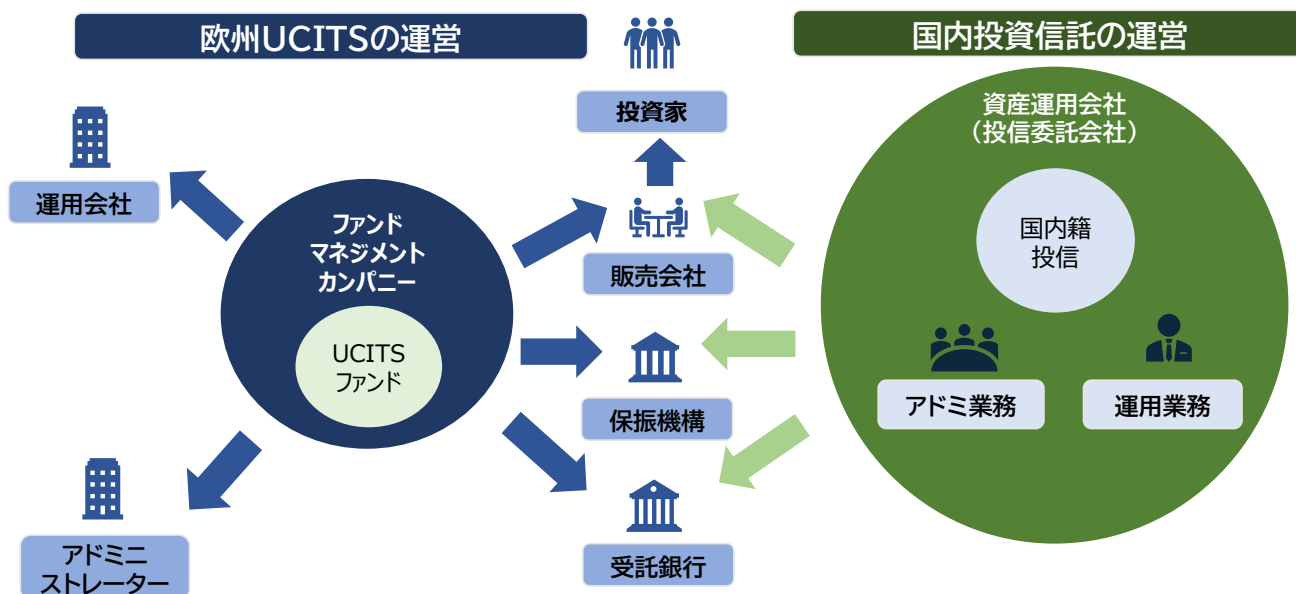 欧州UCITSの運営
国内投資信託の運営
投資家
運用会社
ファンド
マネジメント
カンパニー
UCITS
ファンド
アドミニ
ストレーター
販売会社
保振機構
受託銀行
資産運用会社
（投信委託会社）
国内籍
投信
アドミ業務
運用業務